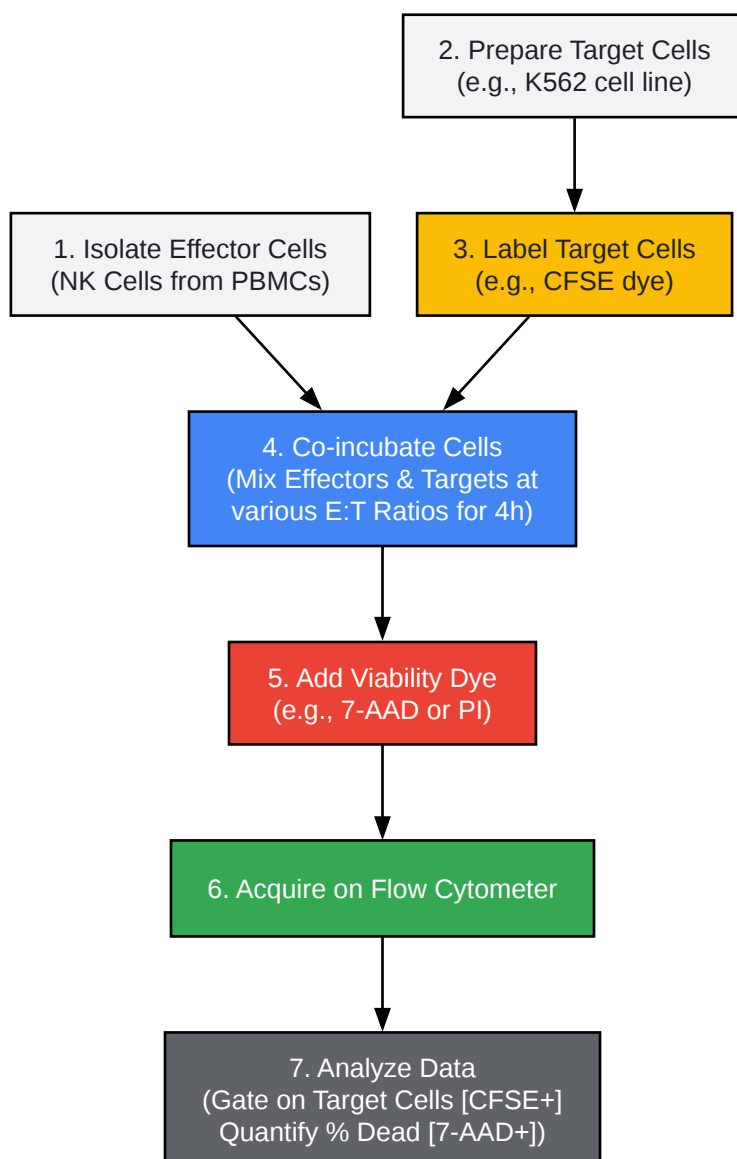 2. Prepare Target Cells
(e.g., K562 cell line)
1. Isolate Effector Cells
(NK Cells from PBMCs)
3. Label Target Cells
(e.g., CFSE dye)
4. Co-incubate Cells
(Mix Effectors & Targets at
various E:T Ratios for 4h)
5. Add Viability Dye
(e.g., 7-AAD or PI)
6. Acquire on Flow Cytometer
7. Analyze Data
(Gate on Target Cells [CFSE+]
Quantify % Dead [7-AAD+])